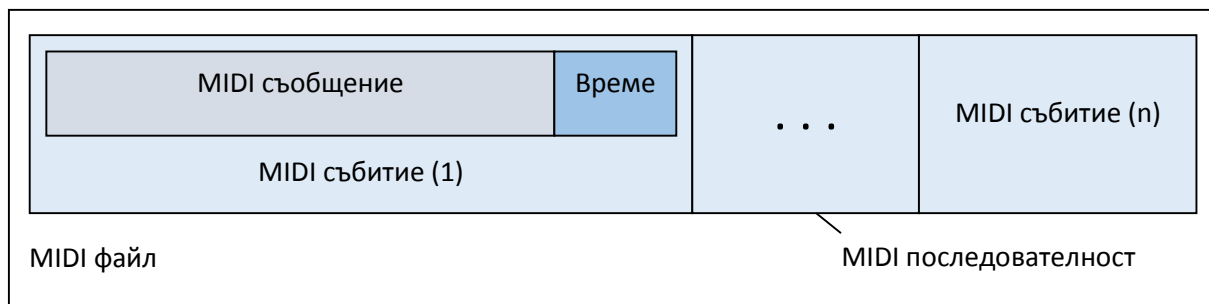 MIDI съобщение
Време
MIDI събитие (1)
. . .
MIDI събитие (n)
MIDI файл
MIDI последователност